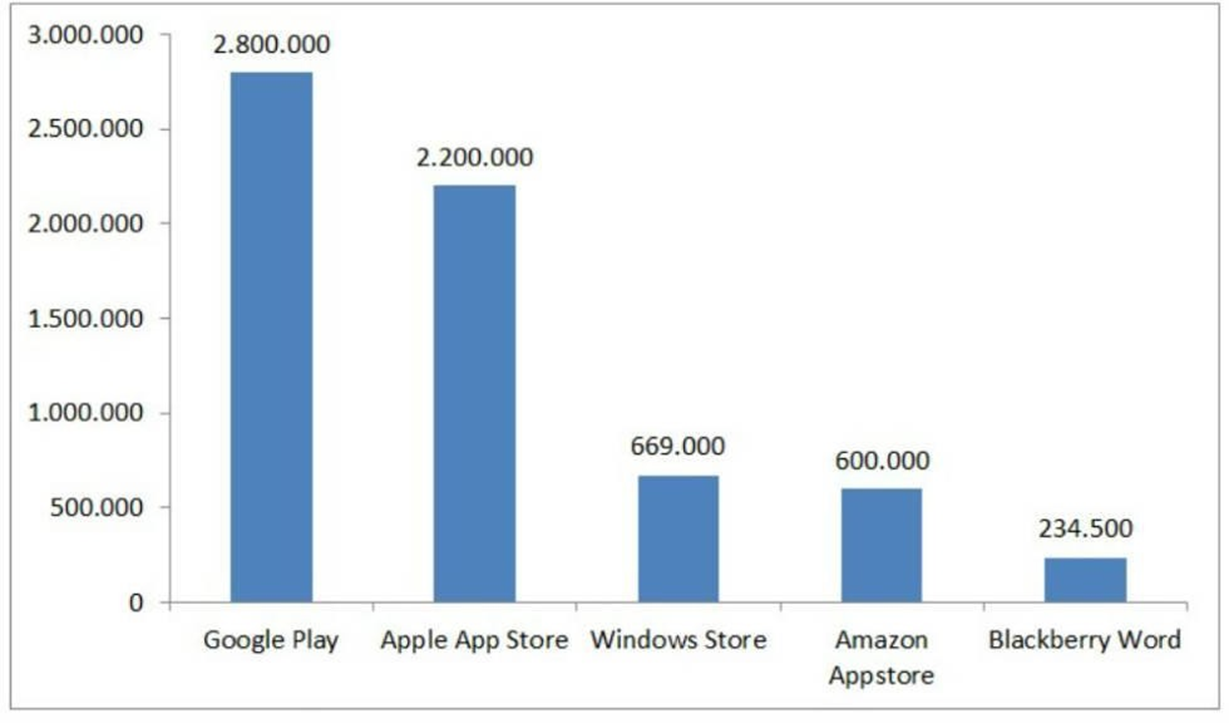 3.000.000
2.500.000
2.000.000
1.500.000
1.000.000
500.000
0
2.800.000
2.200.000
669.000
600.000
234.500
Google Play
Apple App Store
Windows Store
Amazon
Appstore
Blackberry Word